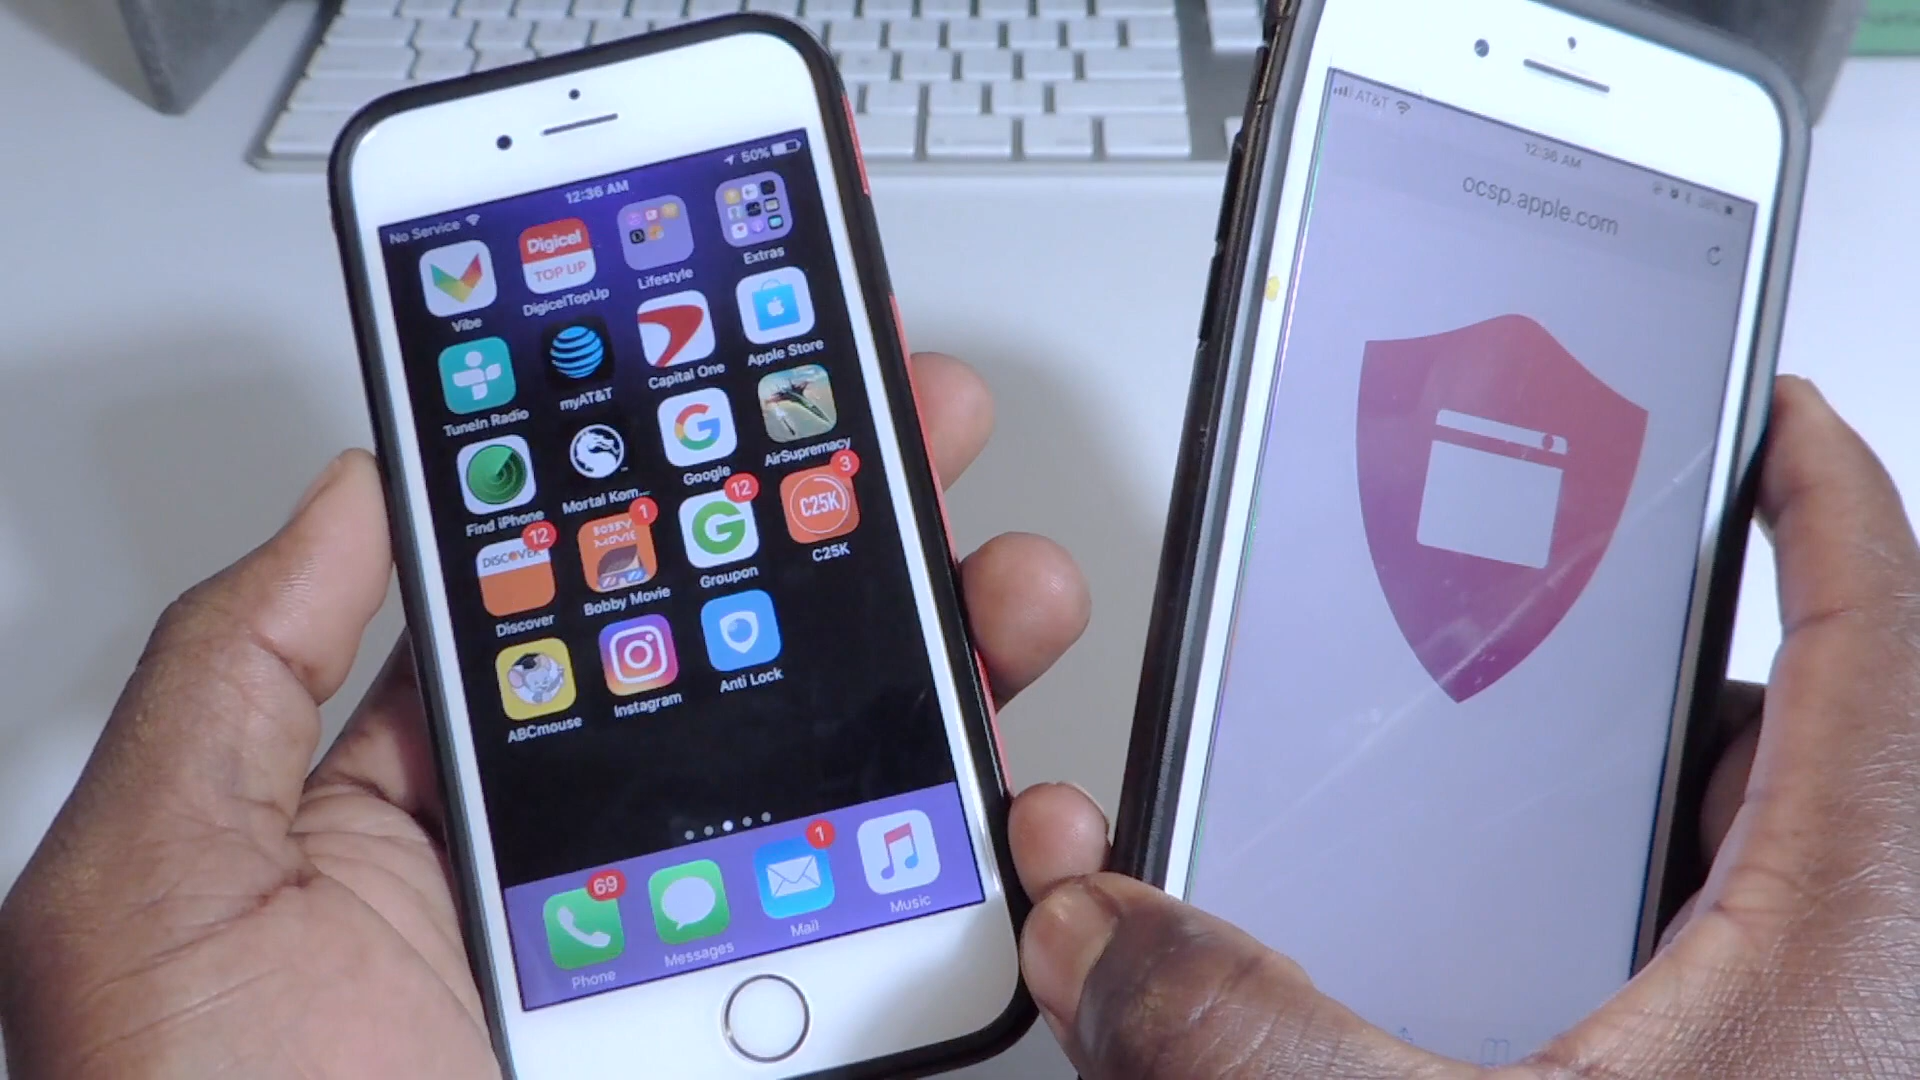 No Service
12:36 AM
50%
Digicel
TOP UP
Vibe
DigicelTopUp
Lifestyle
Extras
TuneIn Radio
myAT&T
Capital One
Apple Store
Find iPhone
Mortal Kom...
Google
AirSupremacy
12
DISCOVER
Discover
1
BOBBY
MOVIE
Bobby Movie
12
Groupon
3
C25K
C25K
ABCmouse
Instagram
Anti Lock
69
Phone
Messages
1
Mail
Music
AT&T
12:36 AM
ocsp.apple.com